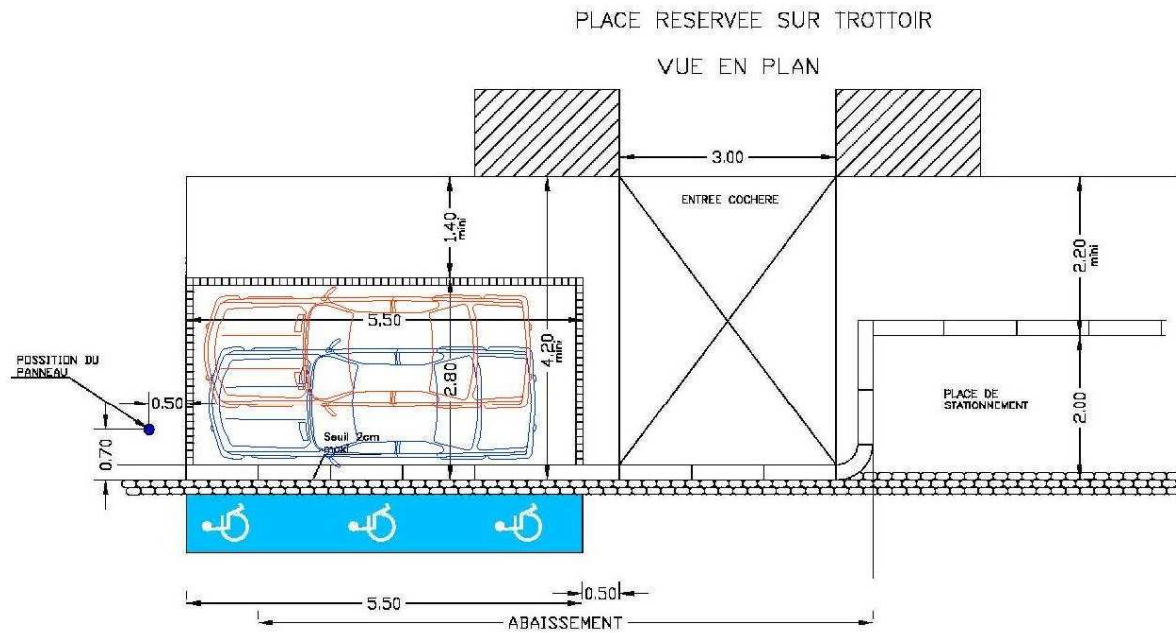 PLACE RESERVEE SUR TROTTOIR
VUE EN PLAN
3.00
ENTREE COCHERE
1.40
mini
2.20
mini
5,50
4.20
mini
2.80
POSSITION DU
PANNEAU
0.50
PLACE DE
STATIONNEMENT
2.00
0.70
Seuil 2cm
maxi
0.50
5.50
ABAISSEMENT